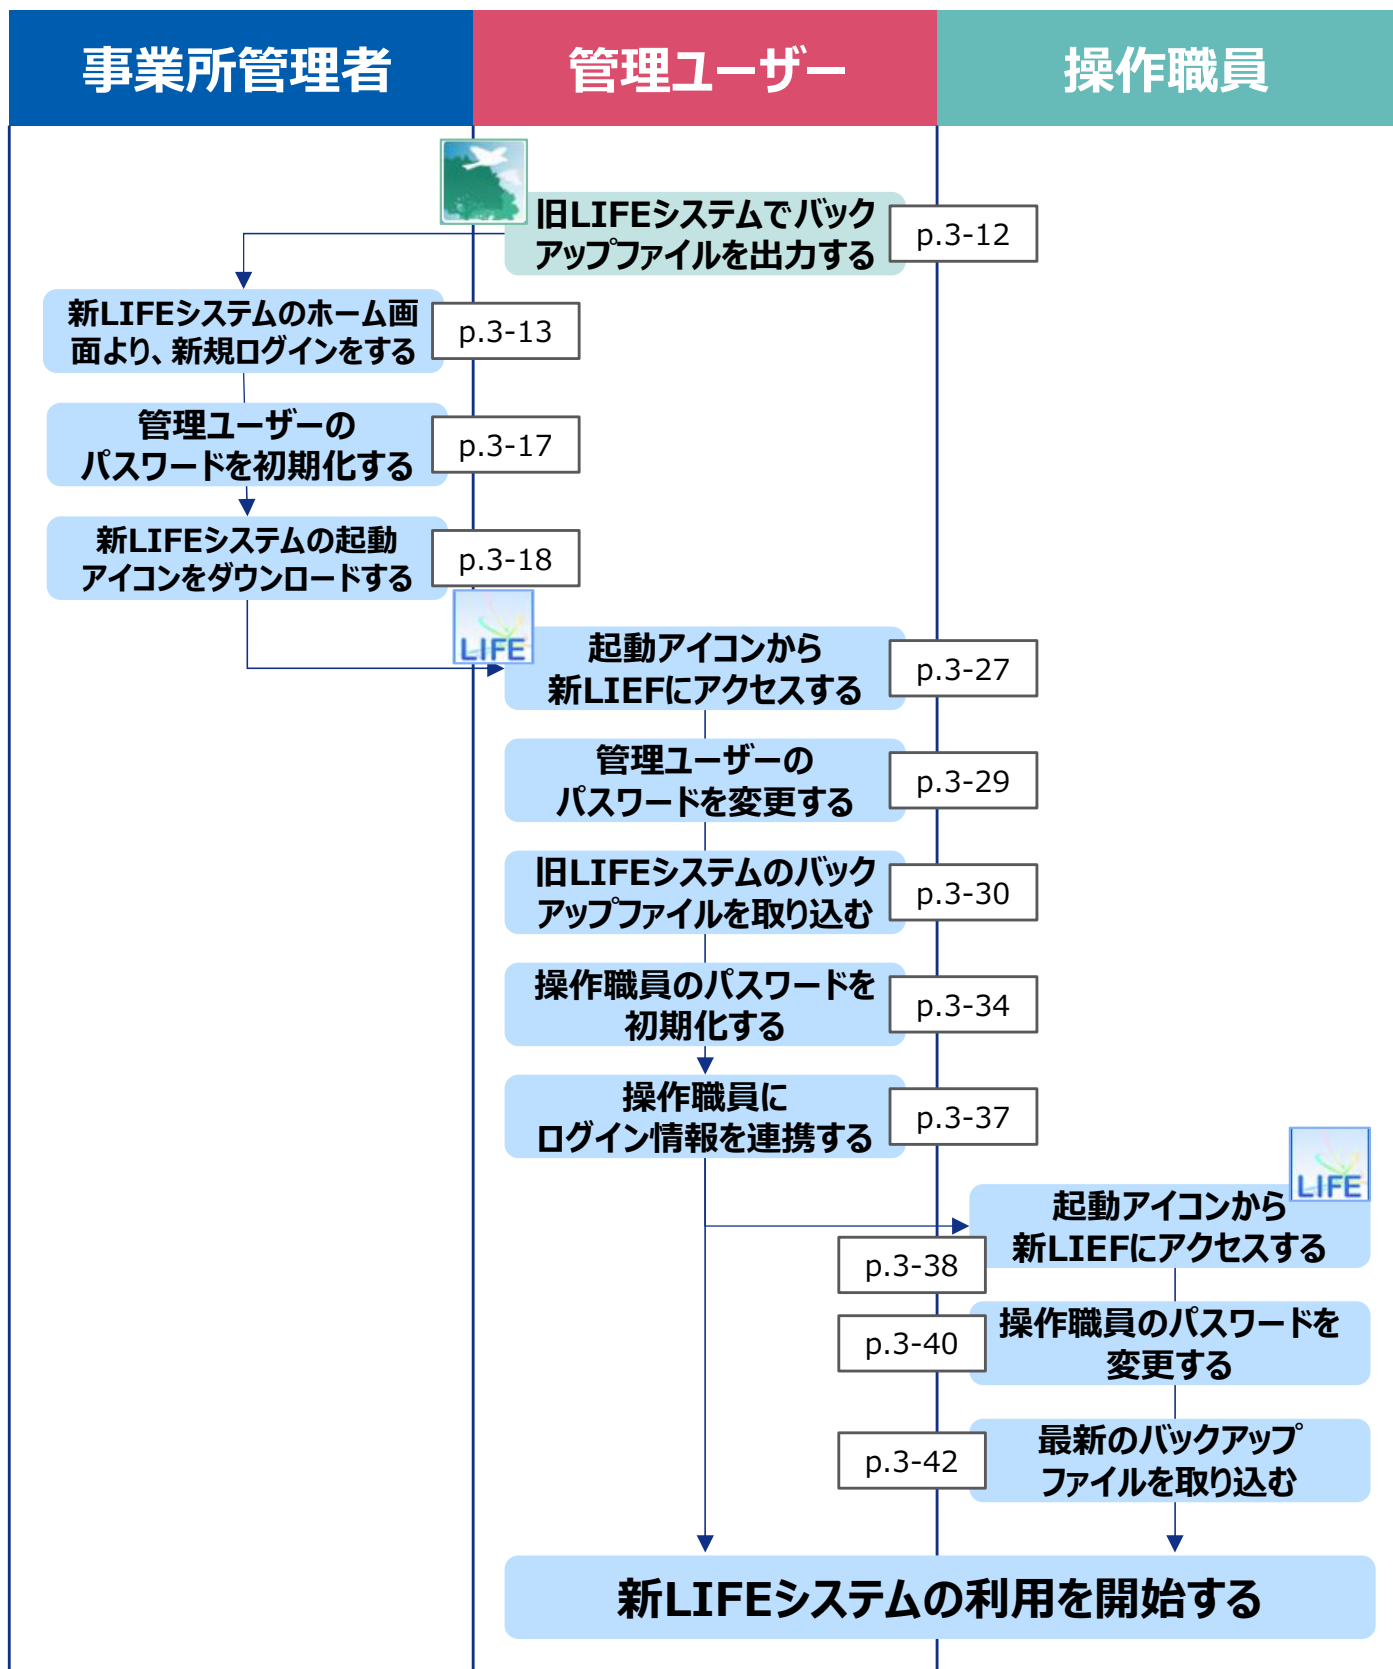 事業所管理者
管理ユーザー
操作職員
旧LIFEシステムでバック
アップファイルを出力する
p.3-12
新LIFEシステムのホーム画
面より、新規ログインをする
p.3-13
管理ユーザーの
パスワードを初期化する
p.3-17
新LIFEシステムの起動
アイコンをダウンロードする
p.3-18
LIFE
起動アイコンから
新LIEFにアクセスする
p.3-27
管理ユーザーの
パスワードを変更する
p.3-29
旧LIFEシステムのバック
アップファイルを取り込む
p.3-30
操作職員のパスワードを
初期化する
p.3-34
操作職員に
ログイン情報を連携する
p.3-37
LIFE
起動アイコンから
新LIEFにアクセスする
p.3-38
操作職員のパスワードを
変更する
p.3-40
最新のバックアップ
ファイルを取り込む
p.3-42
新LIFEシステムの利用を開始する